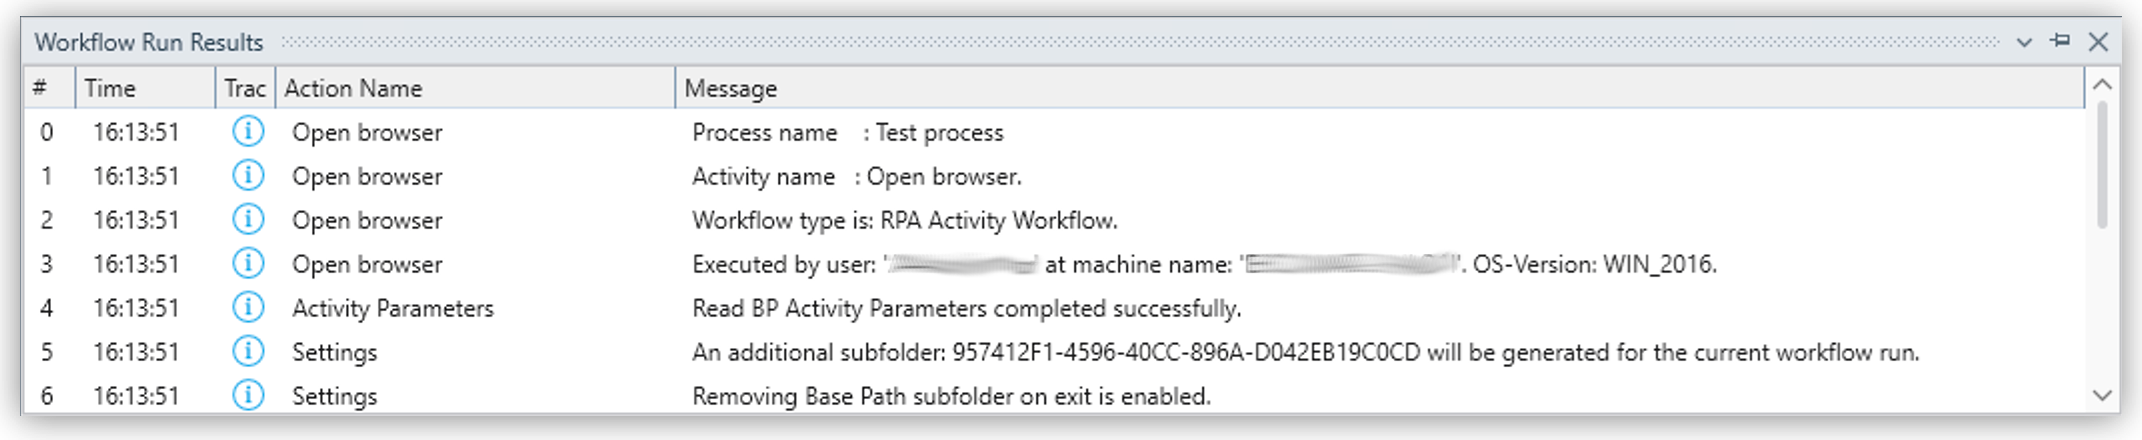 Workflow Run Results
# Time Trac Action Name Message
0 16:13:51 Open browser Process name : Test process
1 16:13:51 Open browser Activity name : Open browser.
2 16:13:51 Open browser Workflow type is: RPA Activity Workflow.
3 16:13:51 Open browser Executed by user: ' ' at machine name: ' '. OS-Version: WIN_2016.
4 16:13:51 Activity Parameters Read BP Activity Parameters completed successfully.
5 16:13:51 Settings An additional subfolder: 957412F1-4596-40CC-896A-D042EB19C0CD will be generated for the current workflow run.
6 16:13:51 Settings Removing Base Path subfolder on exit is enabled.